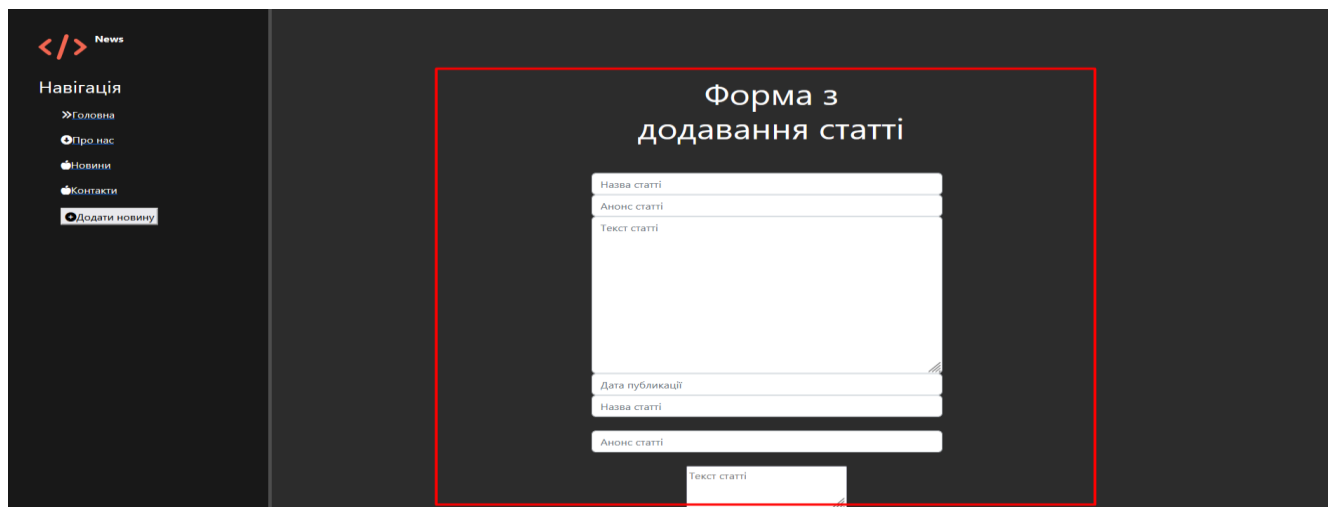 </> News
Навігація
Головна
Про нас
Новини
Контакти
Додати новину
Форма з
додавання статті
Назва статті
Анонс статті
Текст статті
Дата публикації
Назва статті
Анонс статті
Текст статті